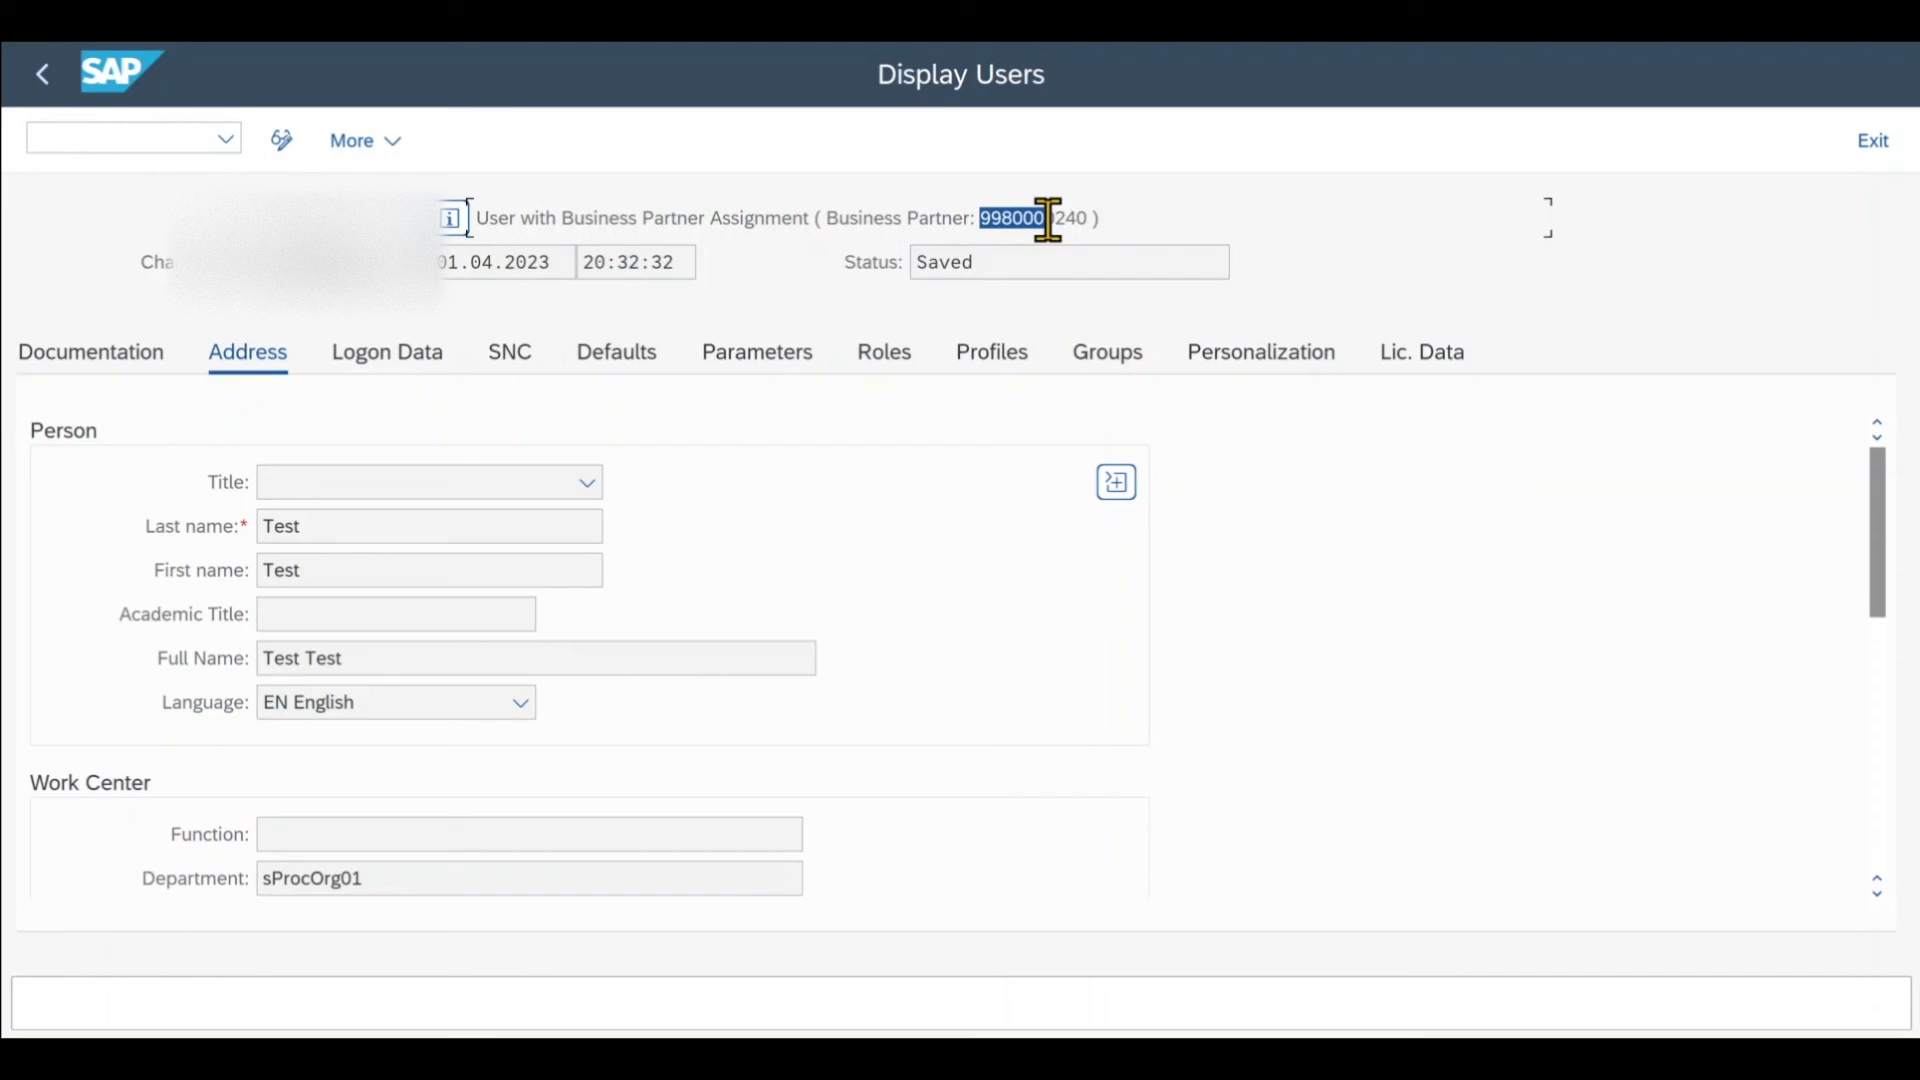 SAP
Display Users
More
Exit
i User with Business Partner Assignment ( Business Partner: 9980000240 )
Cha 01.04.2023 20:32:32 Status: Saved
Documentation Address Logon Data SNC Defaults Parameters Roles Profiles Groups Personalization Lic. Data
Person
Title:
Last name:* Test
First name: Test
Academic Title:
Full Name: Test Test
Language: EN English
Work Center
Function:
Department: sProcOrg01